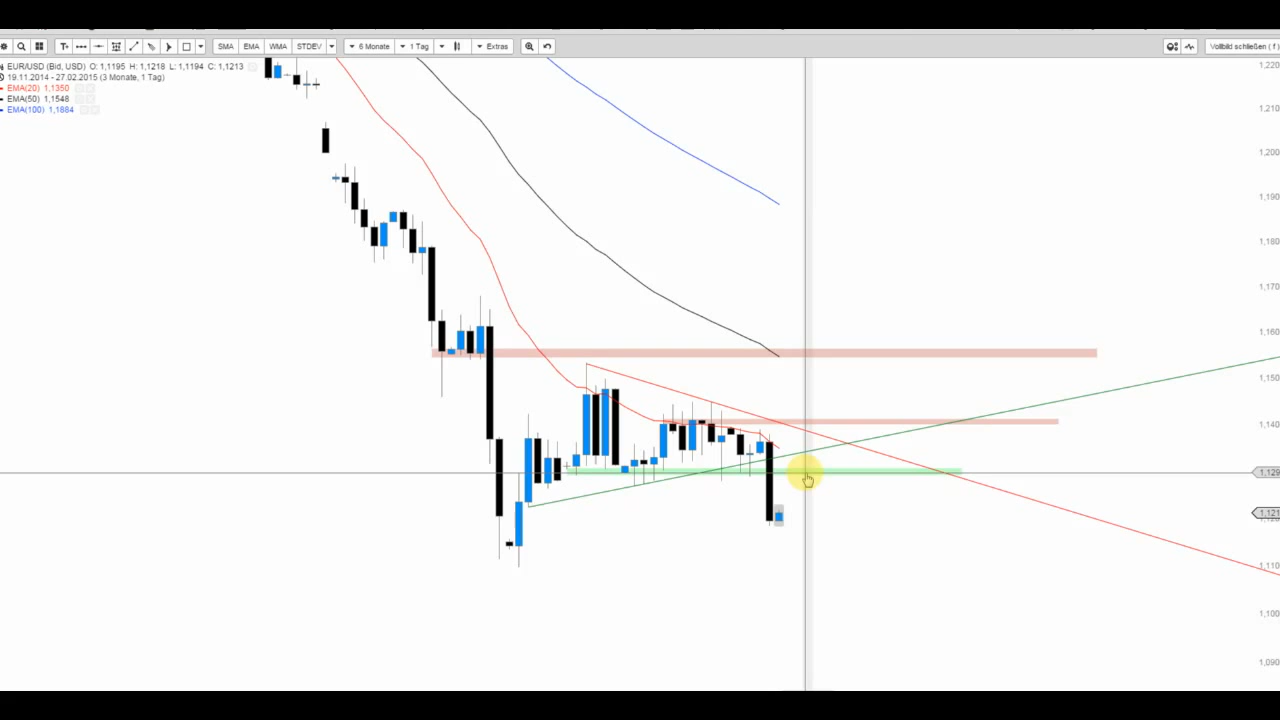 SMA EMA WMA STDEV 6 Monate 1 Tag Extras Vollbild schließen ( f )
EUR/USD (Bid, USD) O: 1,1195 H: 1,1218 L: 1,1194 C: 1,1213
19.11.2014 - 27.02.2015 (3 Monate, 1 Tag)
EMA(20) 1,1350
EMA(50) 1,1548
EMA(100) 1,1884
1,220
1,210
1,200
1,190
1,180
1,170
1,160
1,150
1,140
1,129
1,121
1,110
1,100
1,090